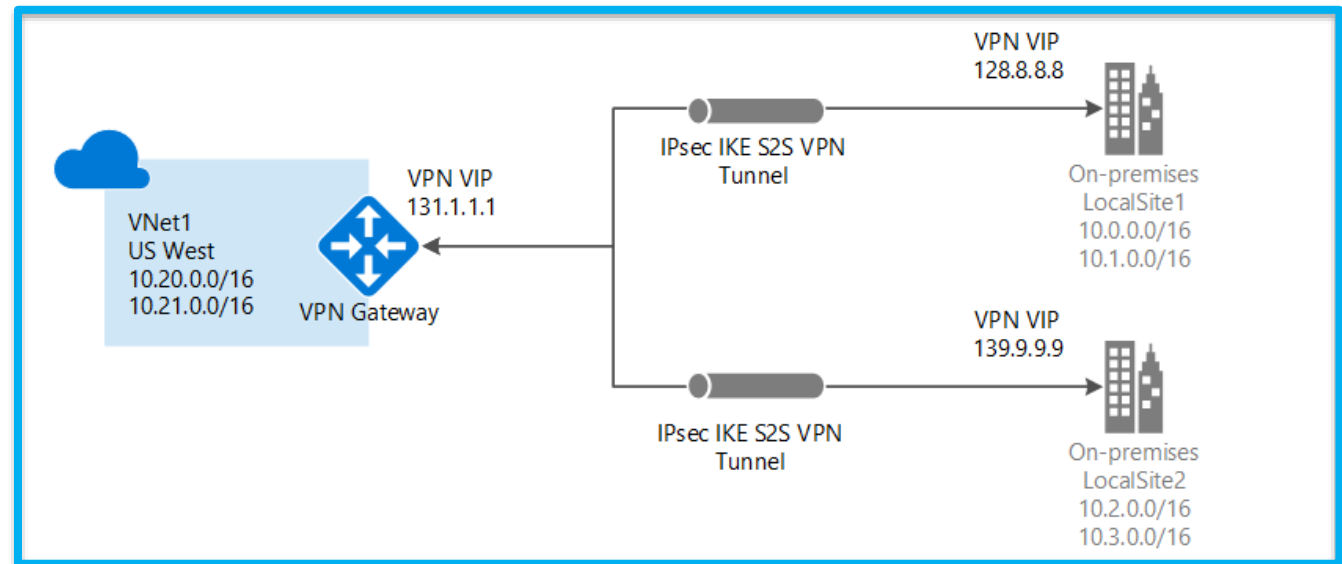 VPN VIP
128.8.8.8
IPsec IKE S2S VPN
Tunnel
On-premises
LocalSite1
10.0.0.0/16
10.1.0.0/16
VPN VIP
131.1.1.1
VNet1
US West
10.20.0.0/16
10.21.0.0/16
VPN Gateway
VPN VIP
139.9.9.9
IPsec IKE S2S VPN
Tunnel
On-premises
LocalSite2
10.2.0.0/16
10.3.0.0/16